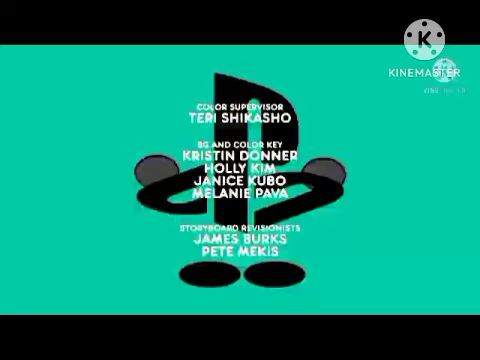 K
KINEMASTER
COLOR SUPERVISOR
TERI SHIKASHO
BG AND COLOR KEY
KRISTIN DONNER
HOLLY KIM
JANICE KUBO
MELANIE PAVA
STORYBOARD REVISIONISTS
JAMES BURKS
PETE MEKIS